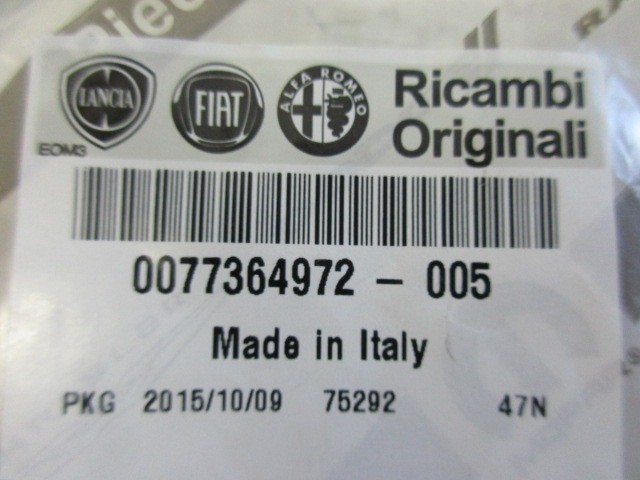 LANCIA FIAT ALFA ROMEO Ricambi
Originali
EOM3
0077364972 - 005
Made in Italy
PKG 2015/10/09 75292 47N